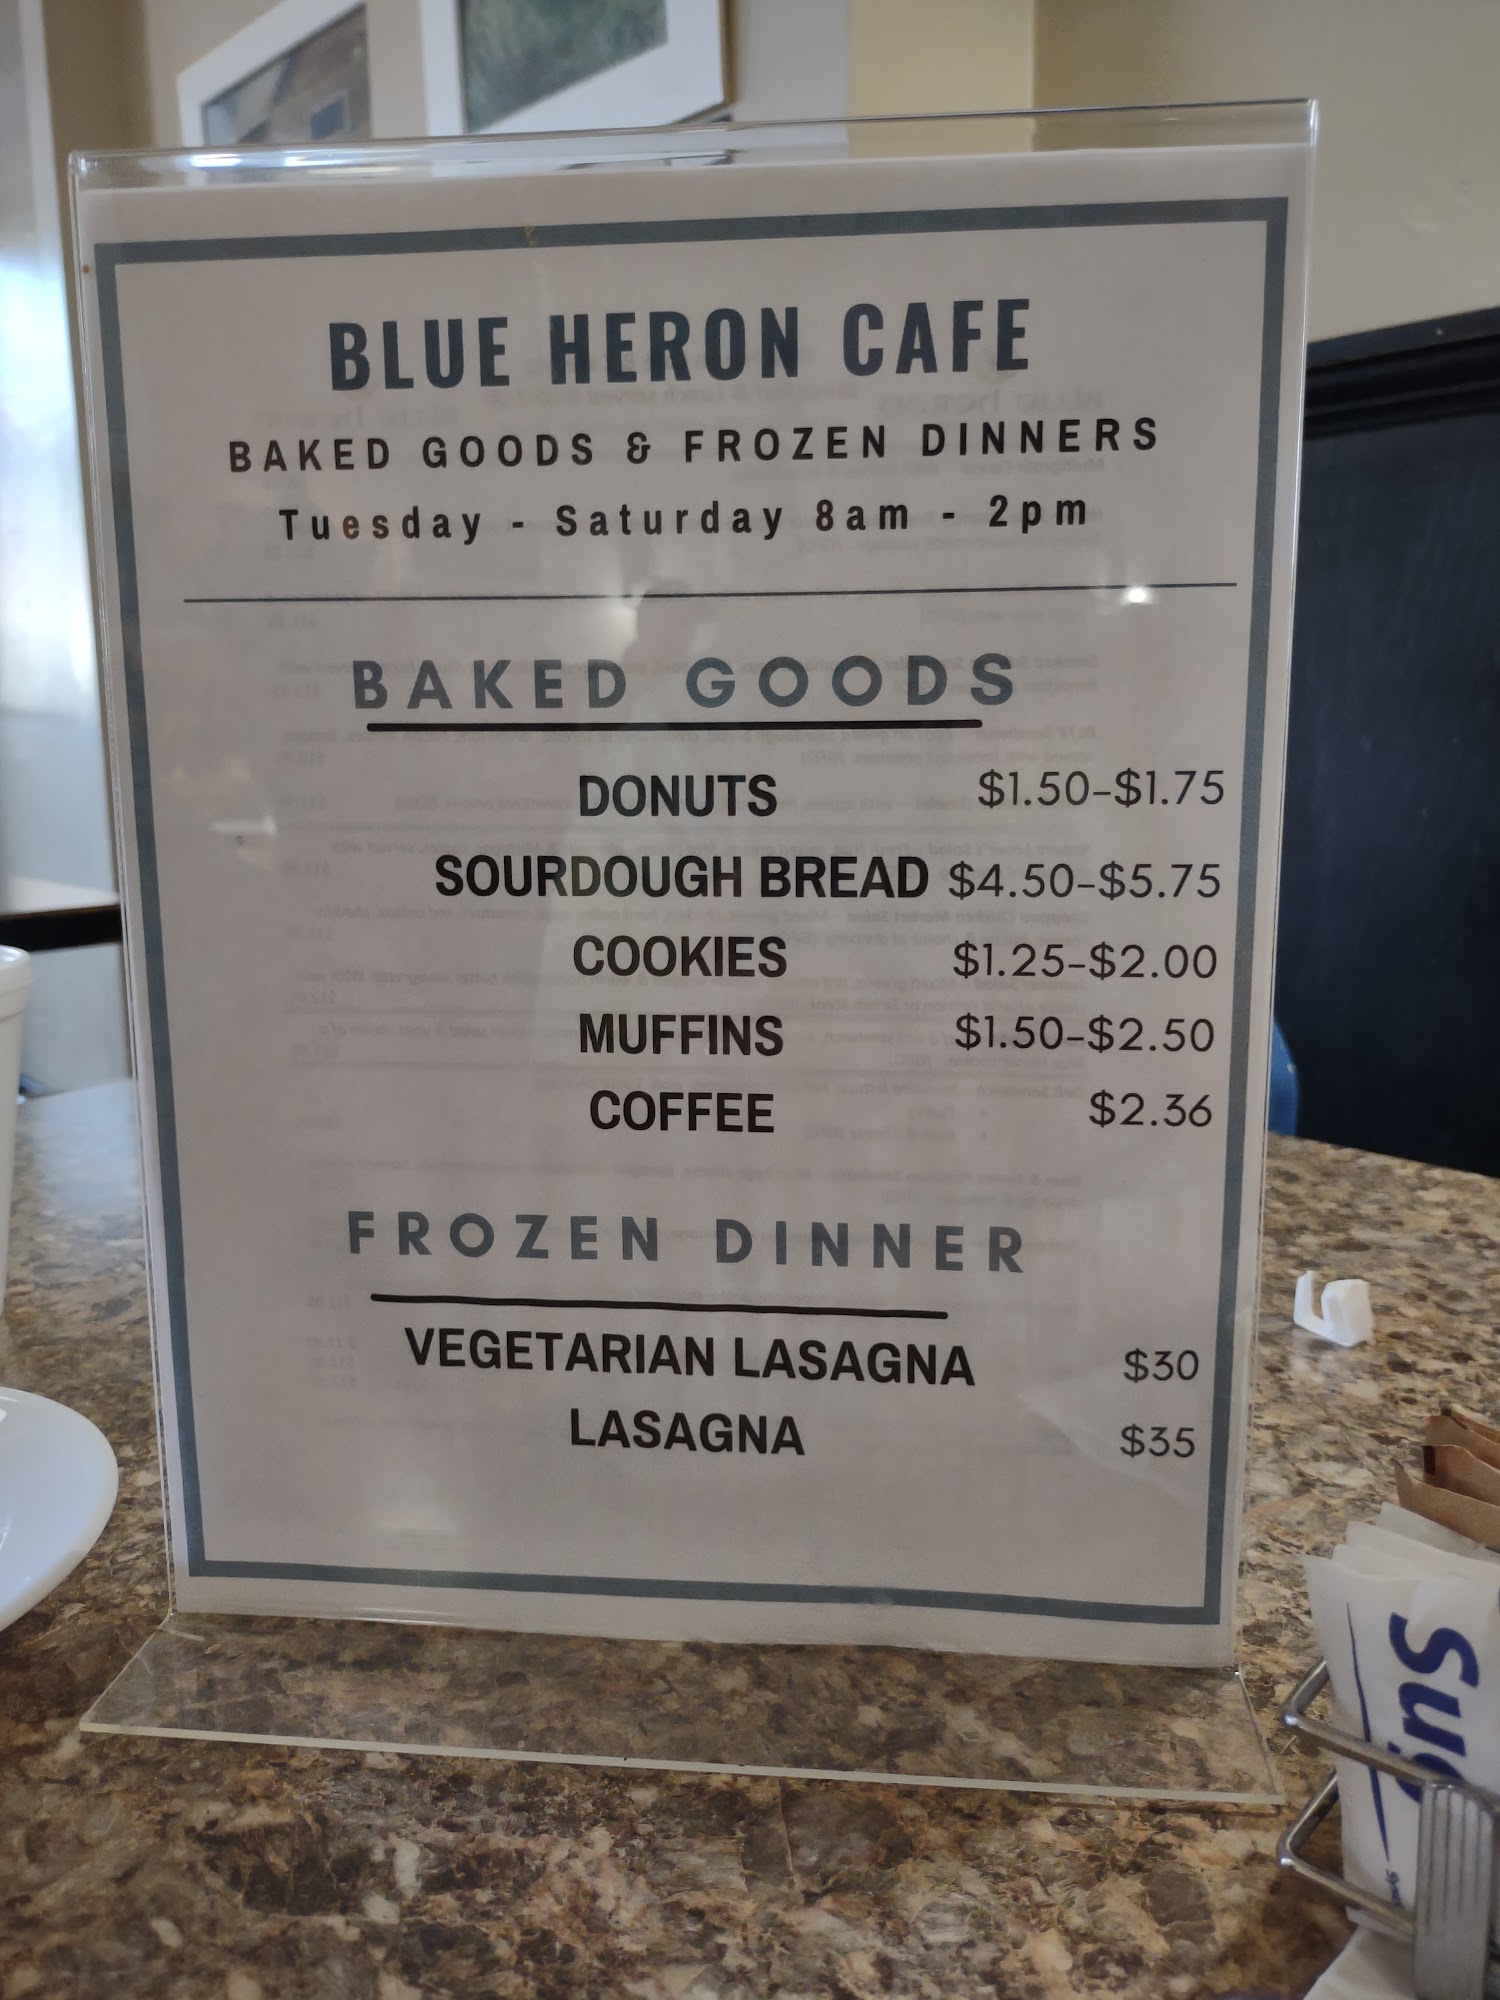 BLUE HERON CAFE
BAKED GOODS & FROZEN DINNERS
Tuesday - Saturday 8am - 2pm
BAKED GOODS
DONUTS $1.50-$1.75
SOURDOUGH BREAD $4.50-$5.75
COOKIES $1.25-$2.00
MUFFINS $1.50-$2.50
COFFEE $2.36
FROZEN DINNER
VEGETARIAN LASAGNA $30
LASAGNA $35